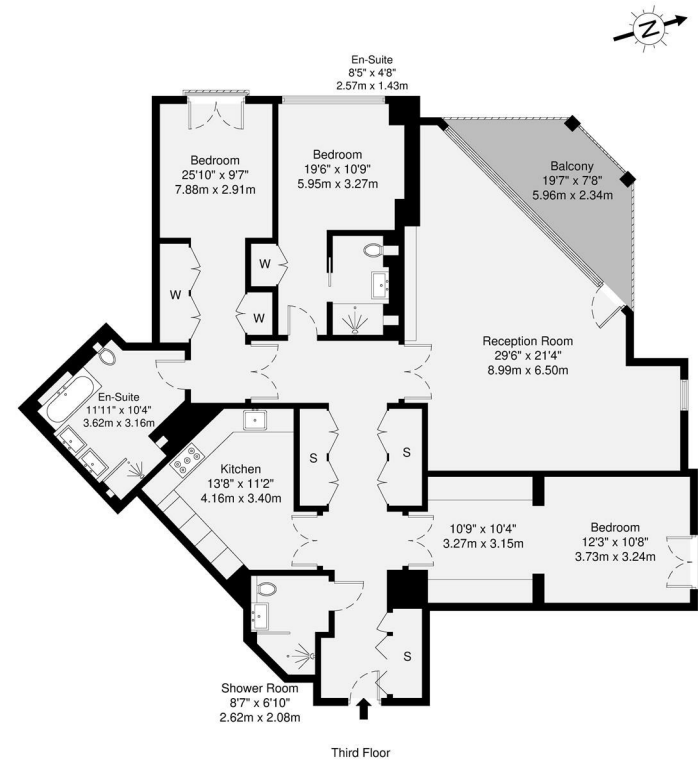 N
En-Suite
8'5" x 4'8"
2.57m x 1.43m
Bedroom
25'10" x 9'7"
7.88m x 2.91m
Bedroom
19'6" x 10'9"
5.95m x 3.27m
Balcony
19'7" x 7'8"
5.96m x 2.34m
W
W
W
Reception Room
29'6" x 21'4"
8.99m x 6.50m
En-Suite
11'11" x 10'4"
3.62m x 3.16m
Kitchen
13'8" x 11'2"
4.16m x 3.40m
S
S
10'9" x 10'4"
3.27m x 3.15m
Bedroom
12'3" x 10'8"
3.73m x 3.24m
S
Shower Room
8'7" x 6'10"
2.62m x 2.08m
Third Floor